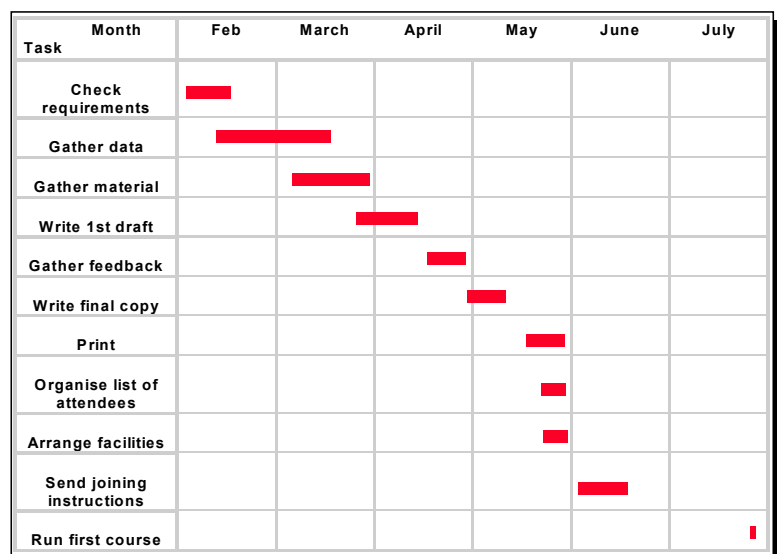 Month
Task
Feb March April May June July
Check
requirements
Gather data
Gather material
Write 1st draft
Gather feedback
Write final copy
Print
Organise list of
attendees
Arrange facilities
Send joining
instructions
Run first course